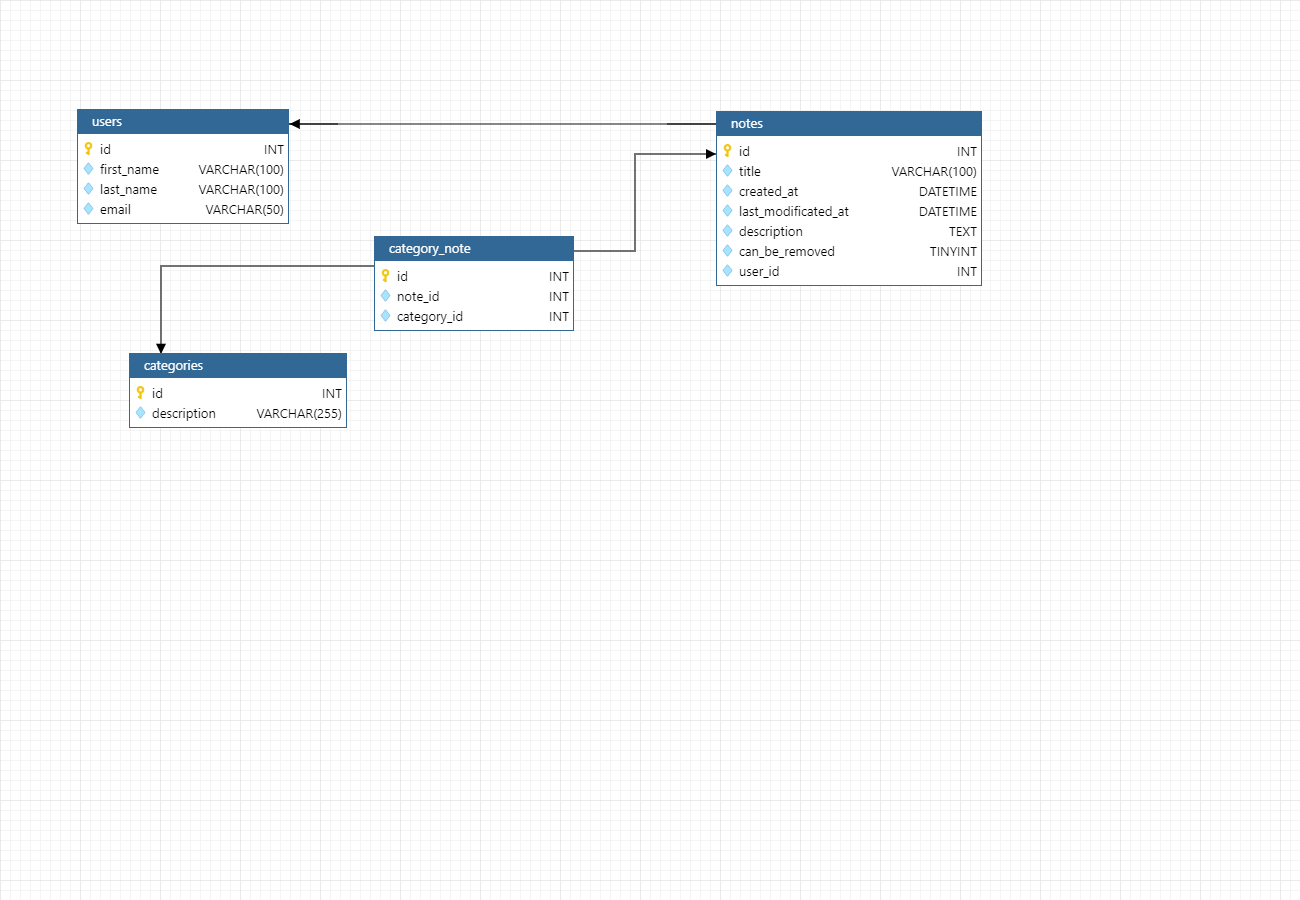 users
id INT
first_name VARCHAR(100)
last_name VARCHAR(100)
email VARCHAR(50)
notes
id INT
title VARCHAR(100)
created_at DATETIME
last_modificated_at DATETIME
description TEXT
can_be_removed TINYINT
user_id INT
category_note
id INT
note_id INT
category_id INT
categories
id INT
description VARCHAR(255)